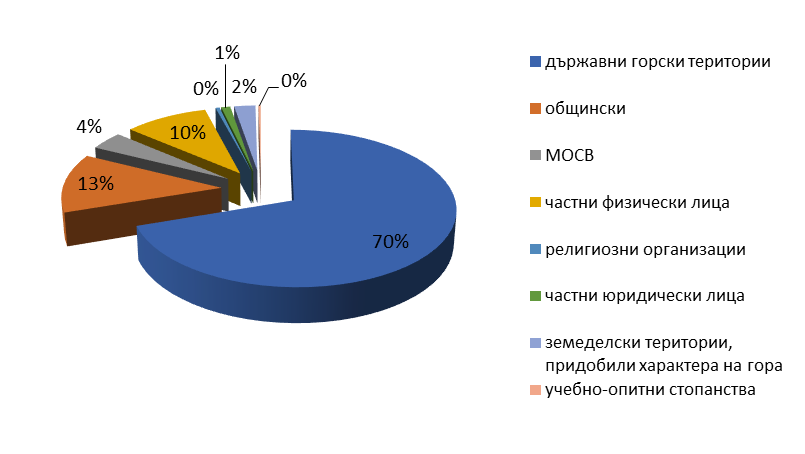 1%
0%
2%
0%
4%
10%
13%
70%
държавни горски територии
общински
МОСВ
частни физически лица
религиозни организации
частни юридически лица
земеделски територии,
придобили характера на гора
учебно-опитни стопанства